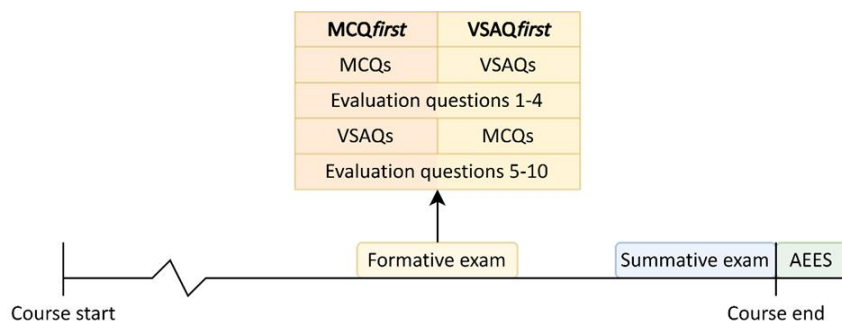 MCQfirst VSAQfirst
MCQs VSAQs
Evaluation questions 1-4
VSAQs MCQs
Evaluation questions 5-10
Formative exam Summative exam AEES
Course start Course end